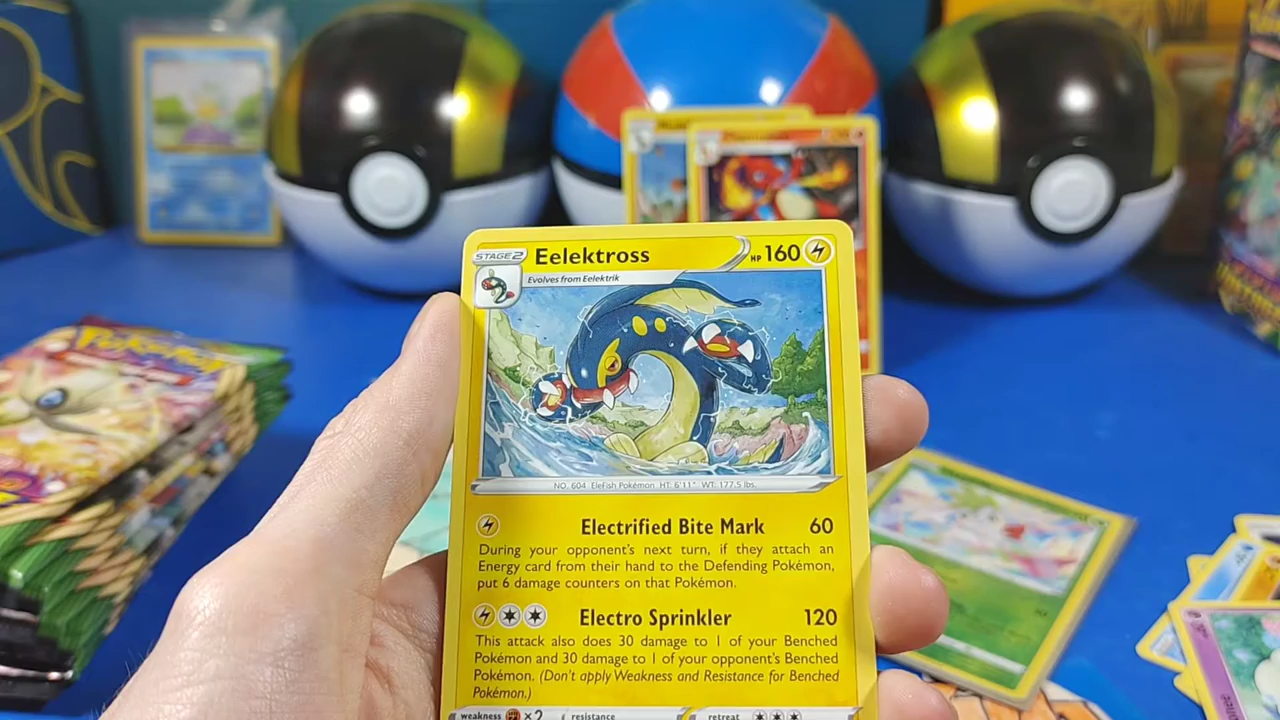 STAGE 2
Eelektross
HP 160
Evolves from Eelektrik
NO. 604 EleFish Pokémon HT: 6'11" WT: 177.5 lbs.
Electrified Bite Mark 60
During your opponent's next turn, if they attach an
Energy card from their hand to the Defending Pokémon,
put 6 damage counters on that Pokémon.
Electro Sprinkler 120
This attack also does 30 damage to 1 of your Benched
Pokémon and 30 damage to 1 of your opponent's Benched
Pokémon. (Don't apply Weakness and Resistance for Benched
Pokémon.)
weakness ×2 resistance retreat
POKéMON